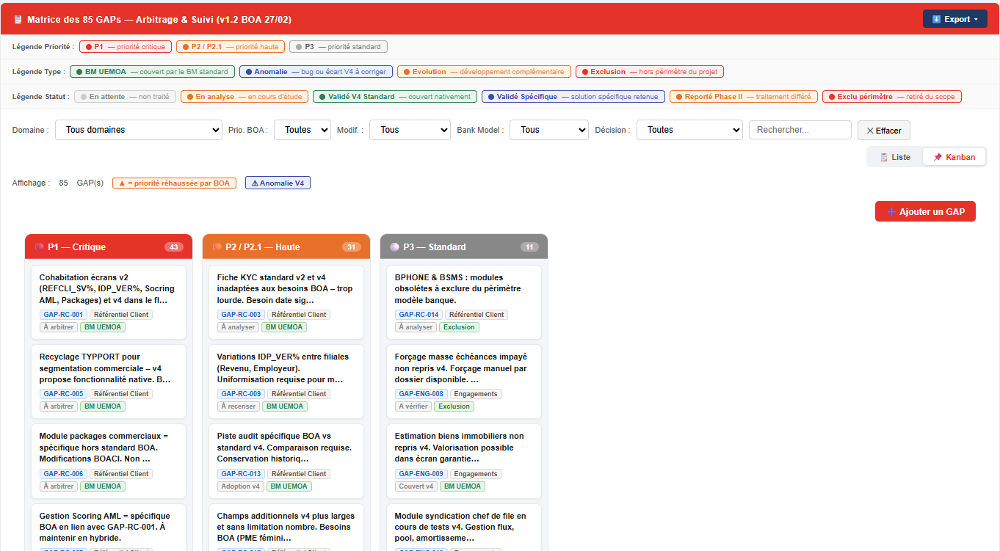 Matrice des 85 GAPs — Arbitrage & Suivi (v1.2 BOA 27/02)
Export
Légende Priorité :
P1 — priorité critique
P2 / P2.1 — priorité haute
P3 — priorité standard
Légende Type :
BM UEMOA — couvert par le BM standard
Anomalie — bug ou écart V4 à corriger
Evolution — développement complémentaire
Exclusion — hors périmètre du projet
Légende Statut :
En attente — non traité
En analyse — en cours d'étude
Validé V4 Standard — couvert nativement
Validé Spécifique — solution spécifique retenue
Reporté Phase II — traitement différé
Exclu périmètre — retiré du scope
Domaine :
Tous domaines
Prio. BOA :
Toutes
Modif. :
Tous
Bank Model :
Tous
Décision :
Toutes
Rechercher...
Effacer
Liste
Kanban
Affichage : 85 GAP(s)
▲ = priorité réhaussée par BOA
⚠ Anomalie V4
Ajouter un GAP
P1 — Critique
43
Cohabitation écrans v2
(REFCLI_SV%, IDP_VER%, Socring
AML, Packages) et v4 dans le fl…
GAP-RC-001
Référentiel Client
À arbitrer
BM UEMOA
Recyclage TYPPORT pour
segmentation commerciale – v4
propose fonctionnalité native. B…
GAP-RC-005
Référentiel Client
À arbitrer
BM UEMOA
Module packages commerciaux =
spécifique hors standard BOA.
Modifications BOACI. Non …
GAP-RC-006
Référentiel Client
À arbitrer
BM UEMOA
Gestion Scoring AML = spécifique
BOA en lien avec GAP-RC-001. À
maintenir en hybride.
P2 / P2.1 — Haute
31
Fiche KYC standard v2 et v4
inadaptées aux besoins BOA – trop
lourde. Besoin date sig…
GAP-RC-003
Référentiel Client
À analyser
BM UEMOA
Variations IDP_VER% entre filiales
(Revenu, Employeur).
Uniformisation requise pour m…
GAP-RC-009
Référentiel Client
À recenser
BM UEMOA
Piste audit spécifique BOA vs
standard v4. Comparaison requise.
Conservation historiq…
GAP-RC-013
Référentiel Client
Adoption v4
BM UEMOA
Champs additionnels v4 plus larges
et sans limitation nombre. Besoins
BOA (PME fémini…
P3 — Standard
11
BPHONE & BSMS : modules
obsolètes à exclure du périmètre
modèle banque.
GAP-RC-014
Référentiel Client
À analyser
Exclusion
Forçage masse échéances impayé
non repris v4. Forçage manuel par
dossier disponible. …
GAP-ENG-008
Engagements
A vérifier
Exclusion
Estimation biens immobiliers non
repris v4. Valorisation possible
dans écran garantie…
GAP-ENG-009
Engagements
Couvert v4
BM UEMOA
Module syndication chef de file en
cours de tests v4. Gestion flux,
pool, amortisseme…